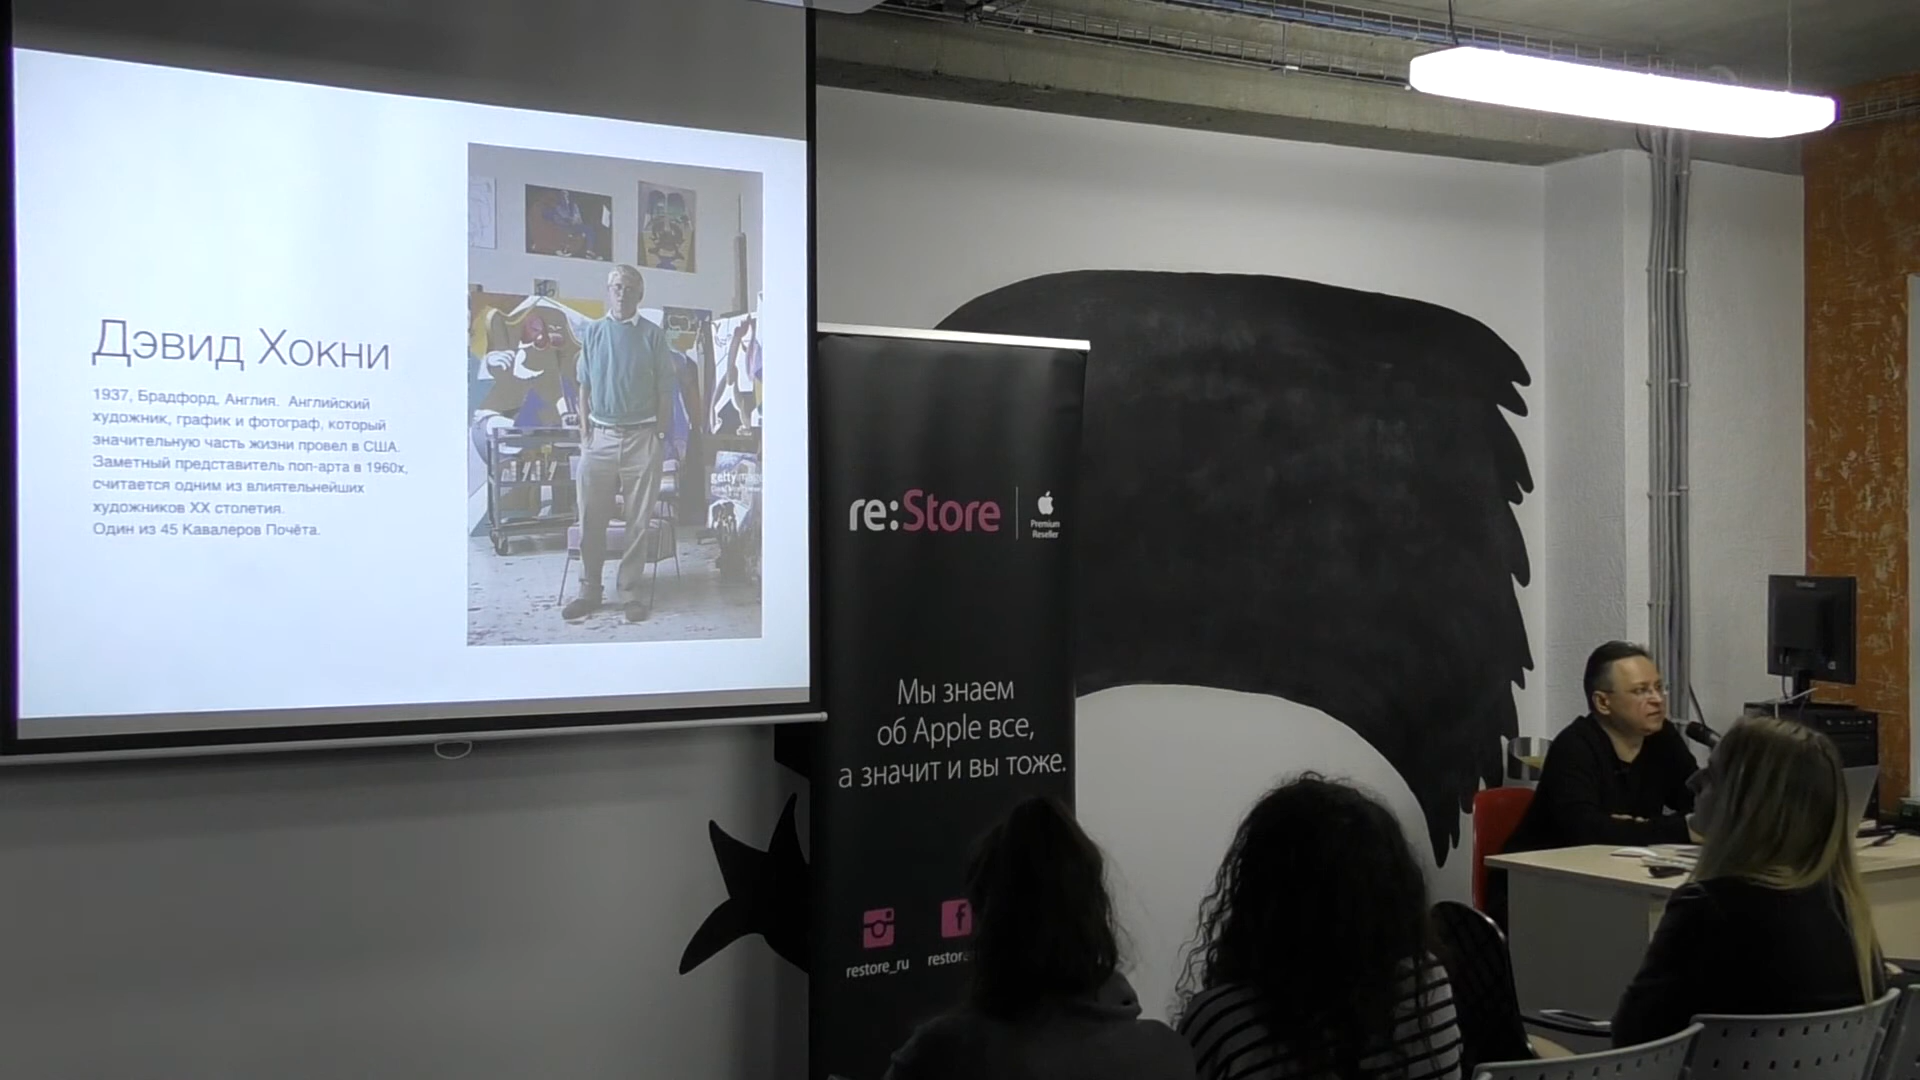 Дэвид Хокни
1937, Брадфорд, Англия. Английский
художник, график и фотограф, который
значительную часть жизни провел в США.
Заметный представитель поп-арта в 1960х,
считается одним из влиятельнейших
художников XX столетия.
Один из 45 Кавалеров Почёта.
getty
re:Store
Premium
Reseller
Мы знаем
об Apple все,
а значит и вы тоже.
restore_ru